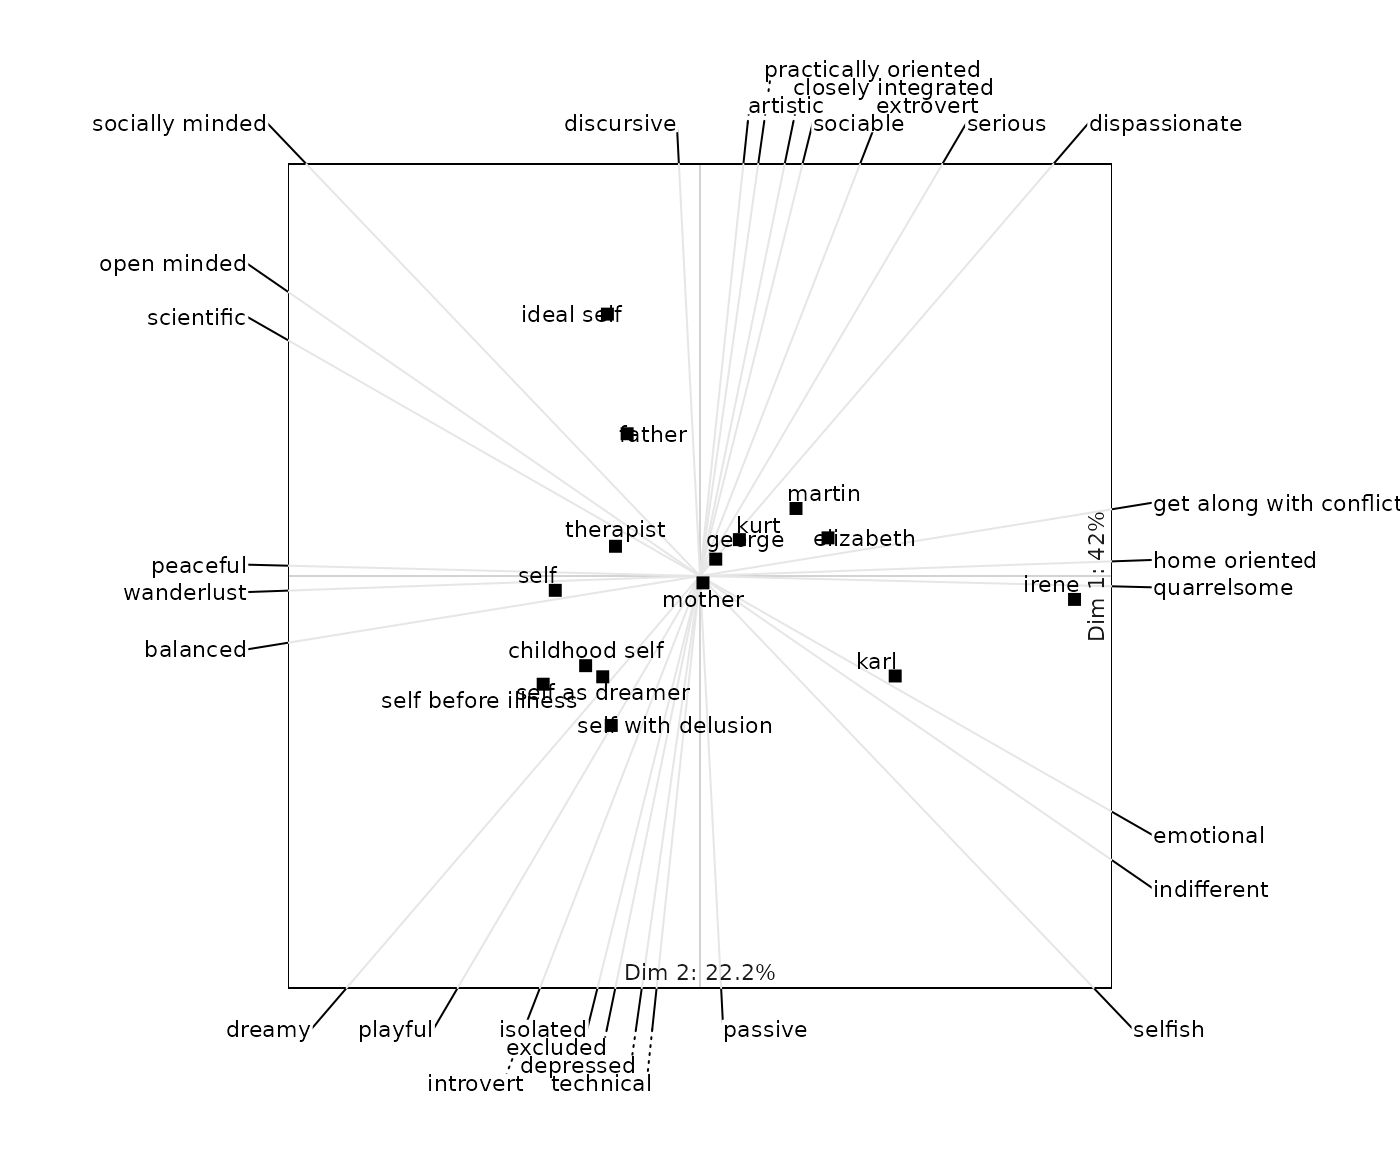 practically oriented
closely integrated
artistic
extrovert
socially minded
discursive
sociable
serious
dispassionate
open minded
scientific
ideal self
father
martin
get along with conflict
therapist
kurt
george
elizabeth
Dim 1: 42%
peaceful
home oriented
self
irene
quarrelsome
wanderlust
mother
balanced
childhood self
karl
self as dreamer
self before illness
self with delusion
emotional
indifferent
Dim 2: 22.2%
dreamy
playful
isolated
passive
selfish
excluded
depressed
introvert
technical